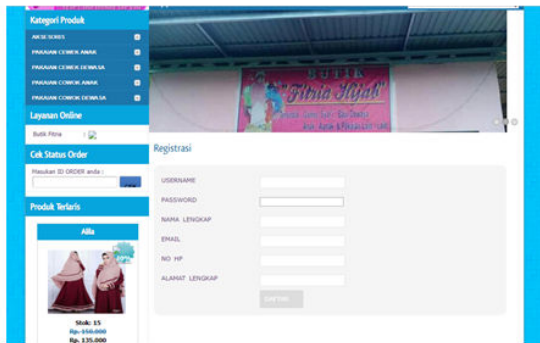 Kategori Produk
AKSESORIS
PAKAIAN CEWEK ANAK
PAKAIAN CEWEK DEWASA
PAKAIAN COWOK ANAK
PAKAIAN COWOK DEWASA
Layanan Online
Butik Fitria :
Cek Status Order
Masukan ID ORDER anda :
Produk Terlaris
Alila
Stok: 15
Rp. 150.000
Rp. 135.000
BUTIK
"Fitria Hijab"
Registrasi
USERNAME
PASSWORD
NAMA LENGKAP
EMAIL
NO HP
ALAMAT LENGKAP
DAFTAR